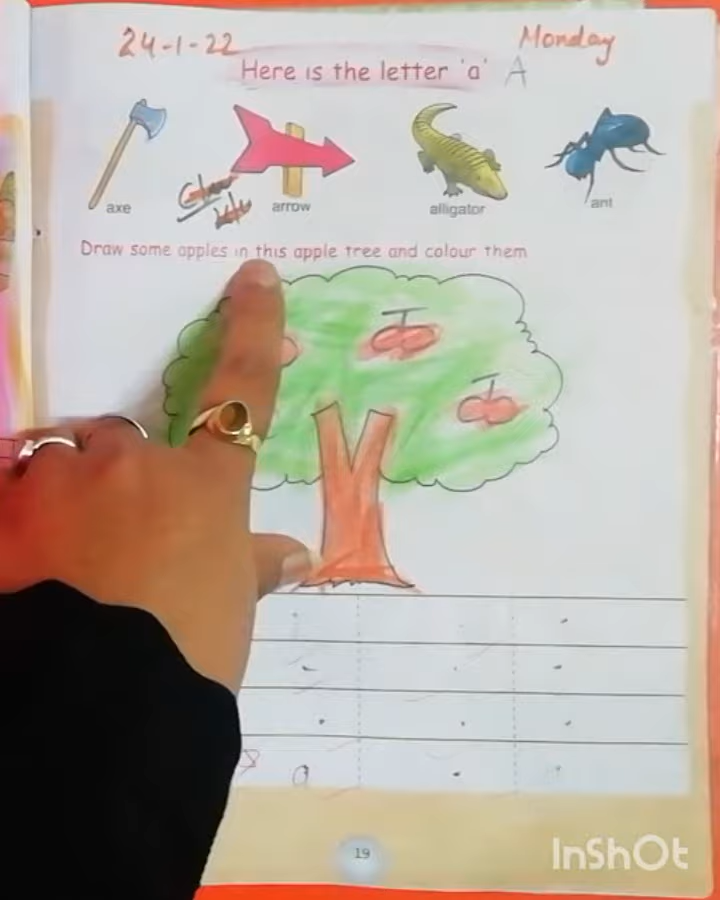 24-1-22 Monday
Here is the letter 'a' A
axe arrow alligator ant
Draw some apples in this apple tree and colour them
a
19
InShOt